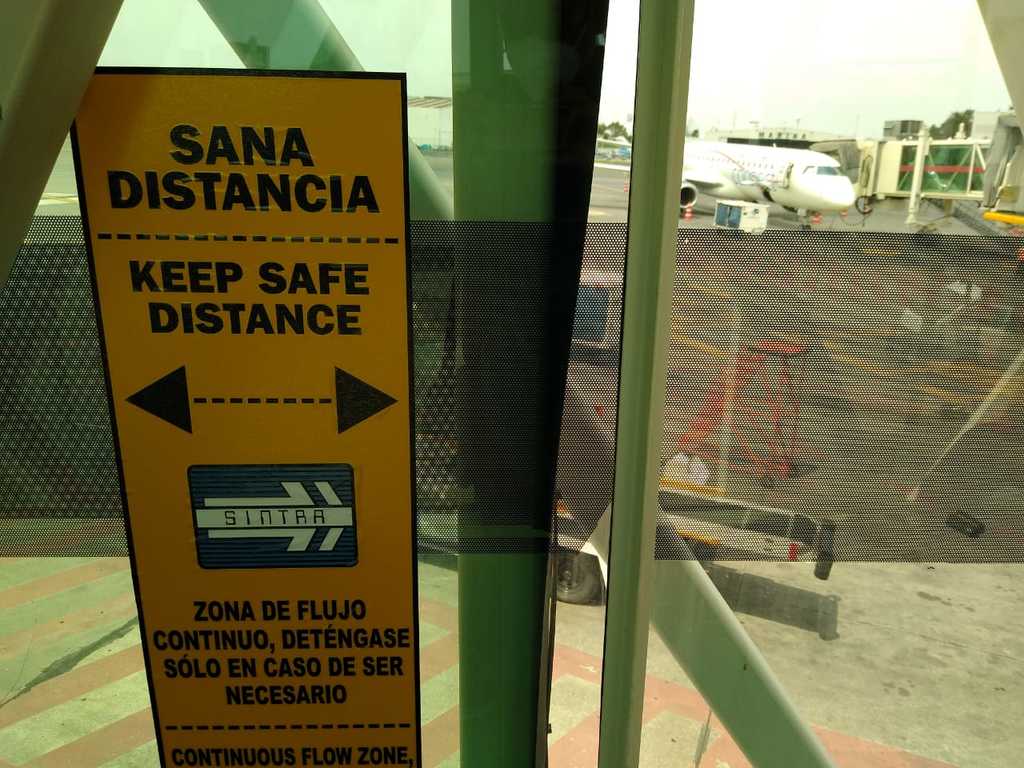 SANA
DISTANCIA
KEEP SAFE
DISTANCE
SINTRA
ZONA DE FLUJO
CONTINUO, DETÉNGASE
SÓLO EN CASO DE SER
NECESARIO
CONTINUOUS FLOW ZONE,